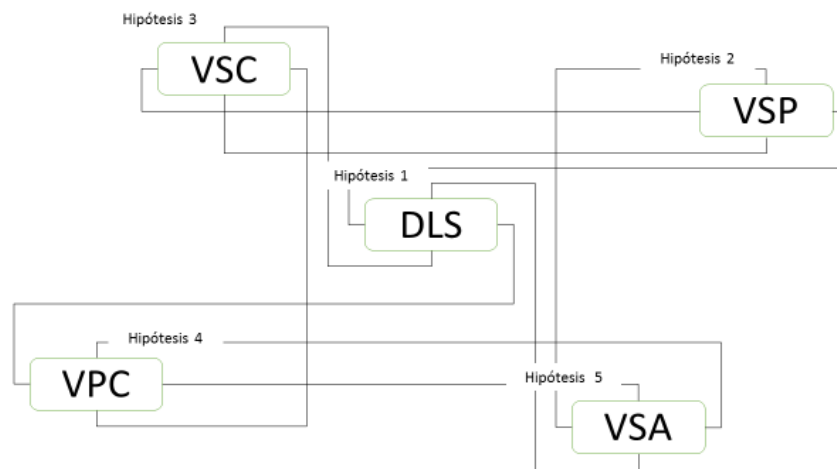 Hipótesis 3
VSC
Hipótesis 2
VSP
Hipótesis 1
DLS
Hipótesis 4
VPC
Hipótesis 5
VSA